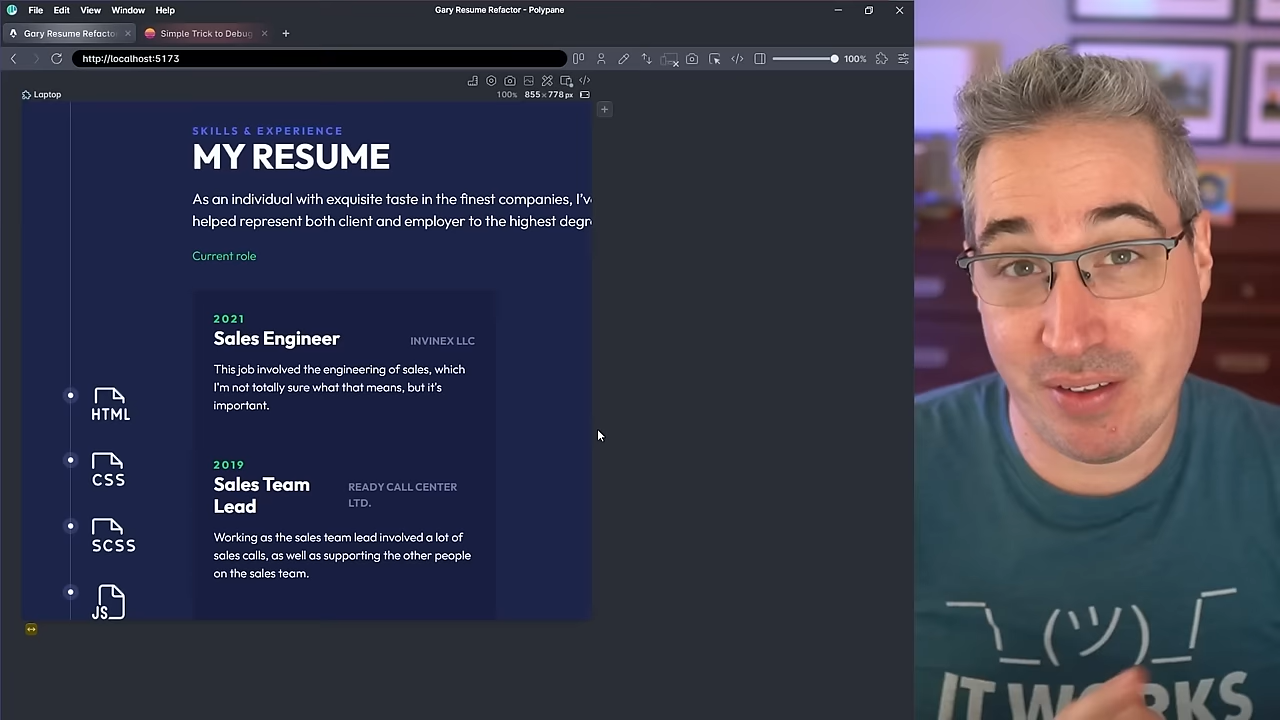 File Edit View Window Help
Gary Resume Refactor - Polypane
Gary Resume Refactor
Simple Trick to Debug
http://localhost:5173
100%
Laptop
100% 855×778 px
SKILLS & EXPERIENCE
MY RESUME
As an individual with exquisite taste in the finest companies, I'v
helped represent both client and employer to the highest degr
Current role
2021
Sales Engineer
INVINEX LLC
This job involved the engineering of sales, which
I'm not totally sure what that means, but it's
important.
2019
Sales Team
Lead
READY CALL CENTER
LTD.
Working as the sales team lead involved a lot of
sales calls, as well as supporting the other people
on the sales team.
HTML
CSS
SCSS
JS
¯\_(ツ)_/¯
IT WORKS